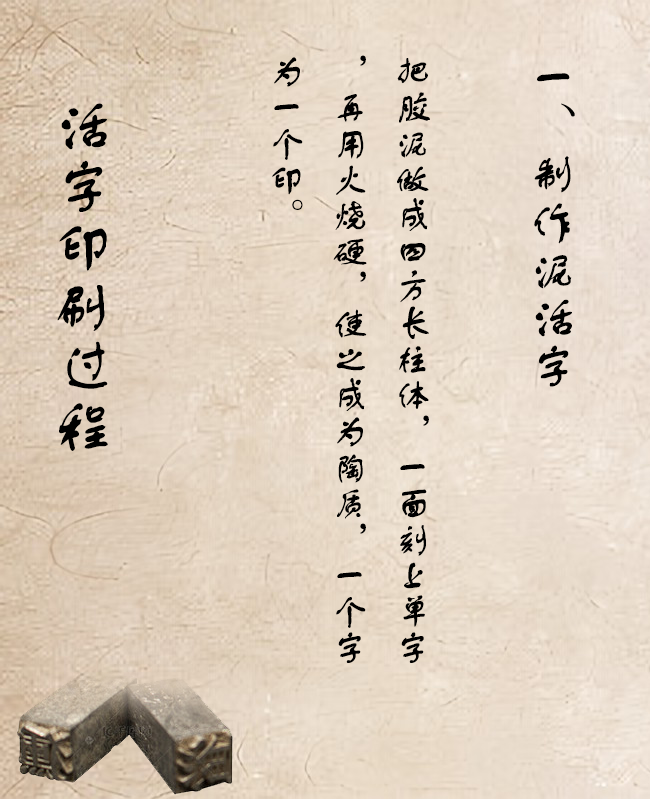 一、制作泥活字
把胶泥做成四方长柱体，一面刻上单字
，再用火烧硬，使之成为陶质，一个字
为一个印。
活字印刷过程